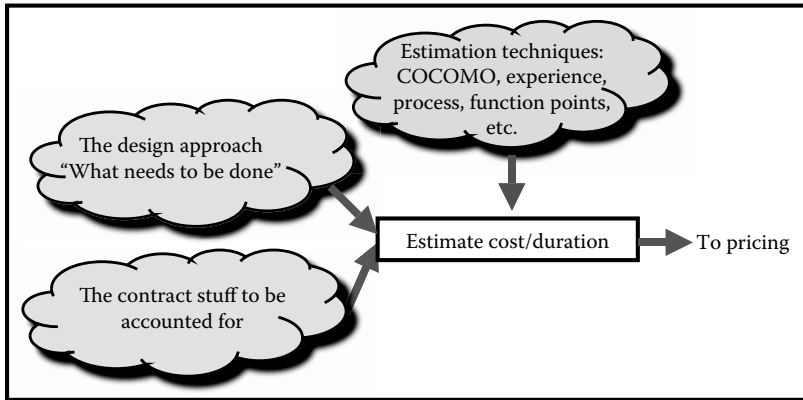 Estimation techniques:
COCOMO, experience,
process, function points,
etc.
The design approach
“What needs to be done”
Estimate cost/duration
To pricing
The contract stuff to be
accounted for